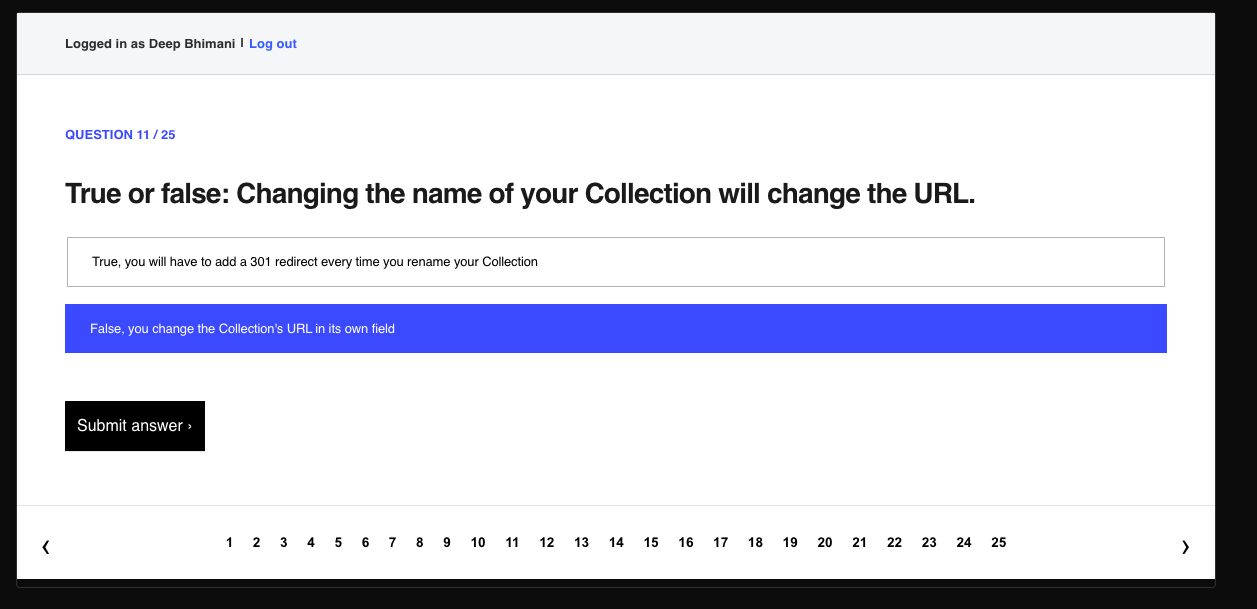 Logged in as Deep Bhimani | Log out
QUESTION 11 / 25
True or false: Changing the name of your Collection will change the URL.
True, you will have to add a 301 redirect every time you rename your Collection
False, you change the Collection's URL in its own field
Submit answer ›
❮ 1 2 3 4 5 6 7 8 9 10 11 12 13 14 15 16 17 18 19 20 21 22 23 24 25 ❯